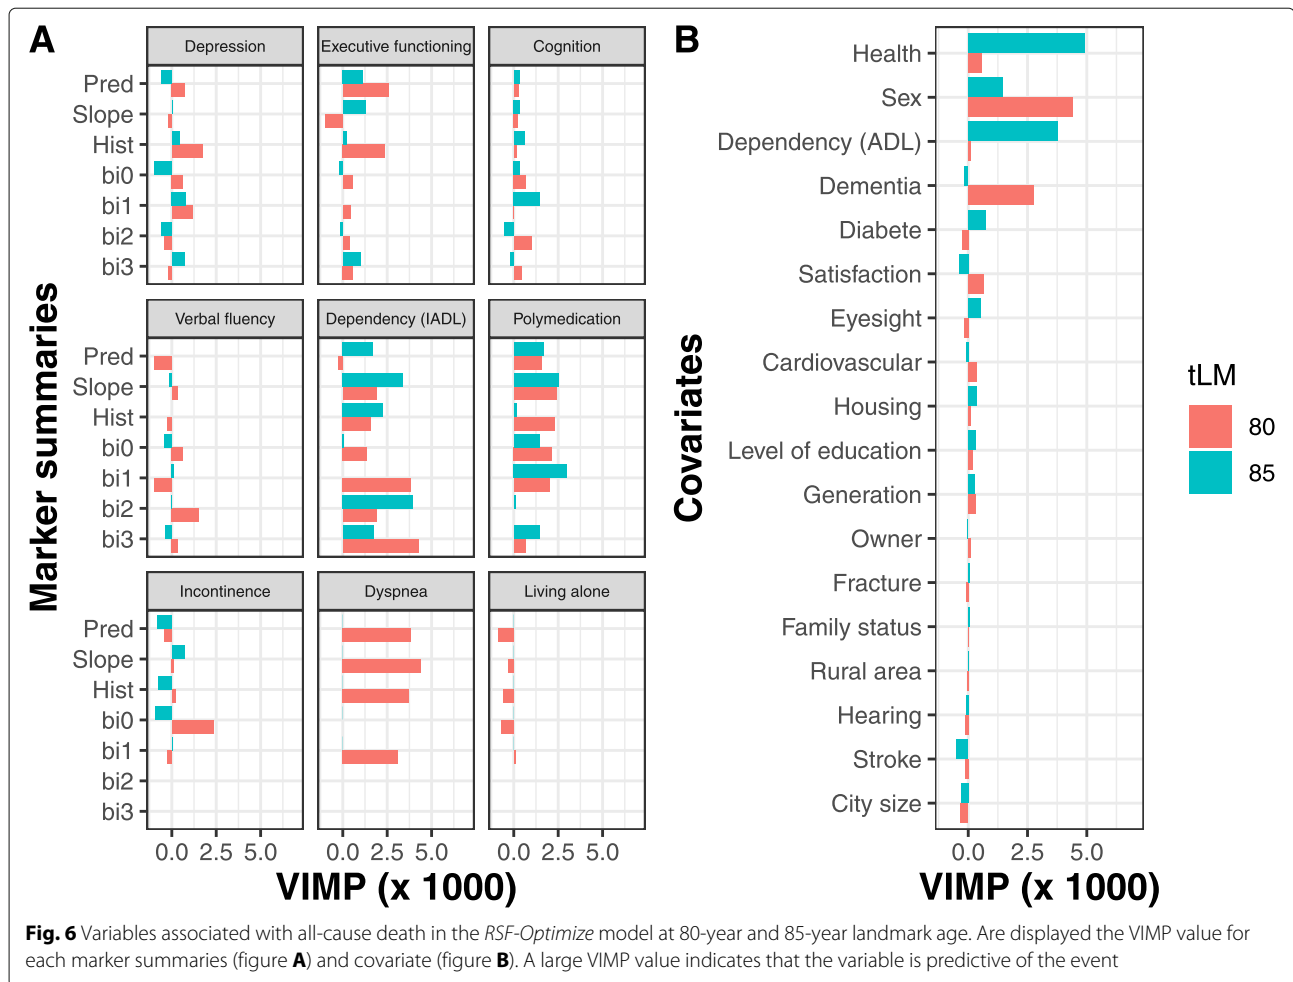 A
B
Depression
Executive functioning
Cognition
Pred
Slope
Hist
bi0
bi1
bi2
bi3
Verbal fluency
Dependency (IADL)
Polymedication
Pred
Slope
Hist
bi0
bi1
bi2
bi3
Incontinence
Dyspnea
Living alone
Pred
Slope
Hist
bi0
bi1
bi2
bi3
0.0 2.5 5.0
0.0 2.5 5.0
0.0 2.5 5.0
VIMP (x 1000)
Marker summaries
Health
Sex
Dependency (ADL)
Dementia
Diabete
Satisfaction
Eyesight
Cardiovascular
Housing
Level of education
Generation
Owner
Fracture
Family status
Rural area
Hearing
Stroke
City size
0.0 2.5 5.0
VIMP (x 1000)
Covariates
tLM
80
85
Fig. 6 Variables associated with all-cause death in the RSF-Optimize model at 80-year and 85-year landmark age. Are displayed the VIMP value for
each marker summaries (figure A) and covariate (figure B). A large VIMP value indicates that the variable is predictive of the event